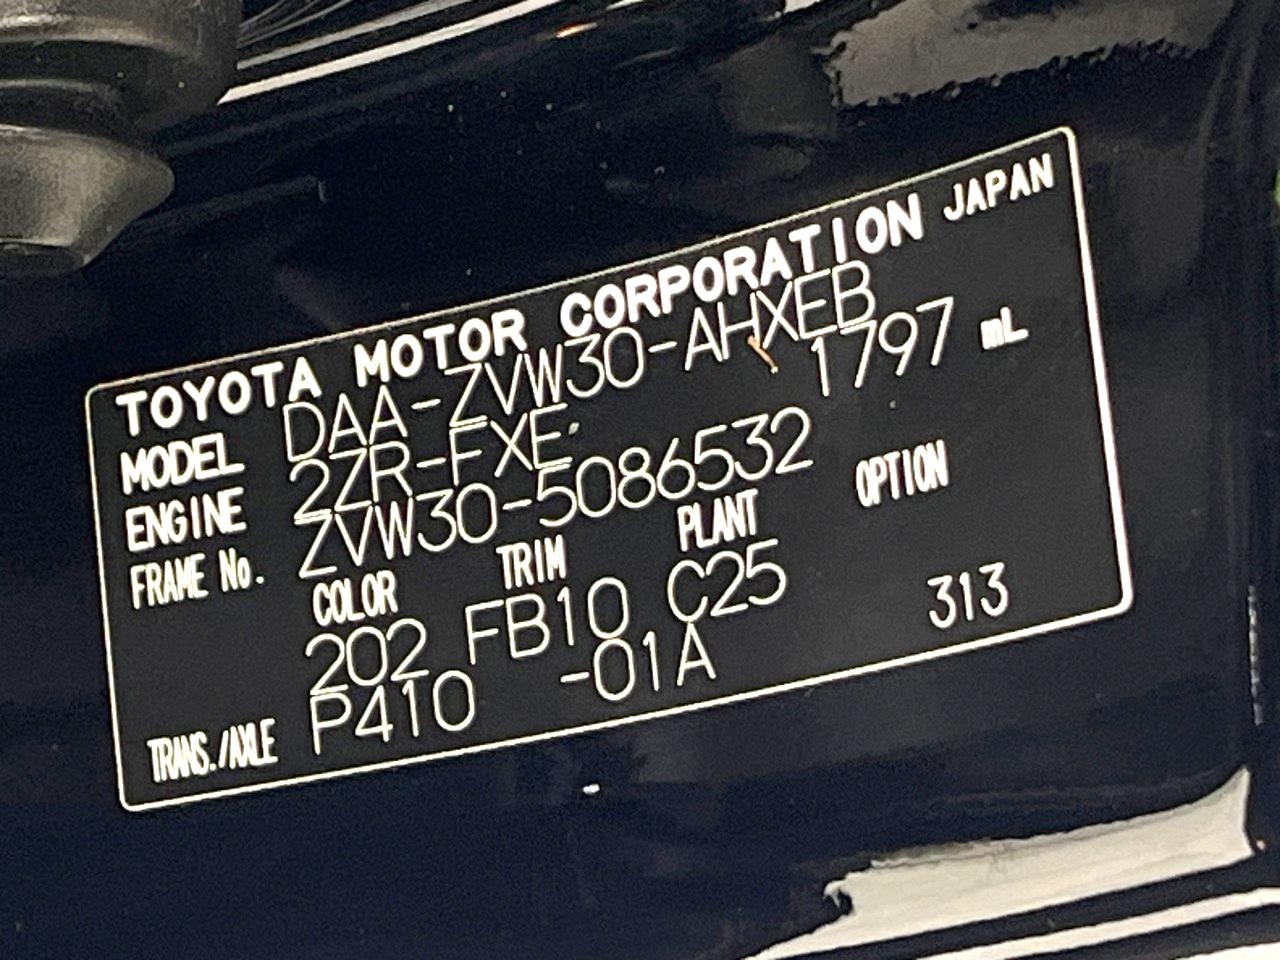 TOYOTA MOTOR CORPORATION JAPAN
MODEL DAA-ZVW30-AHXEB
ENGINE 2ZR-FXE 1797 mL
FRAME No. ZVW30-5086532
COLOR TRIM PLANT OPTION
202 FB10 C25
TRANS./AXLE P410 -01A 313